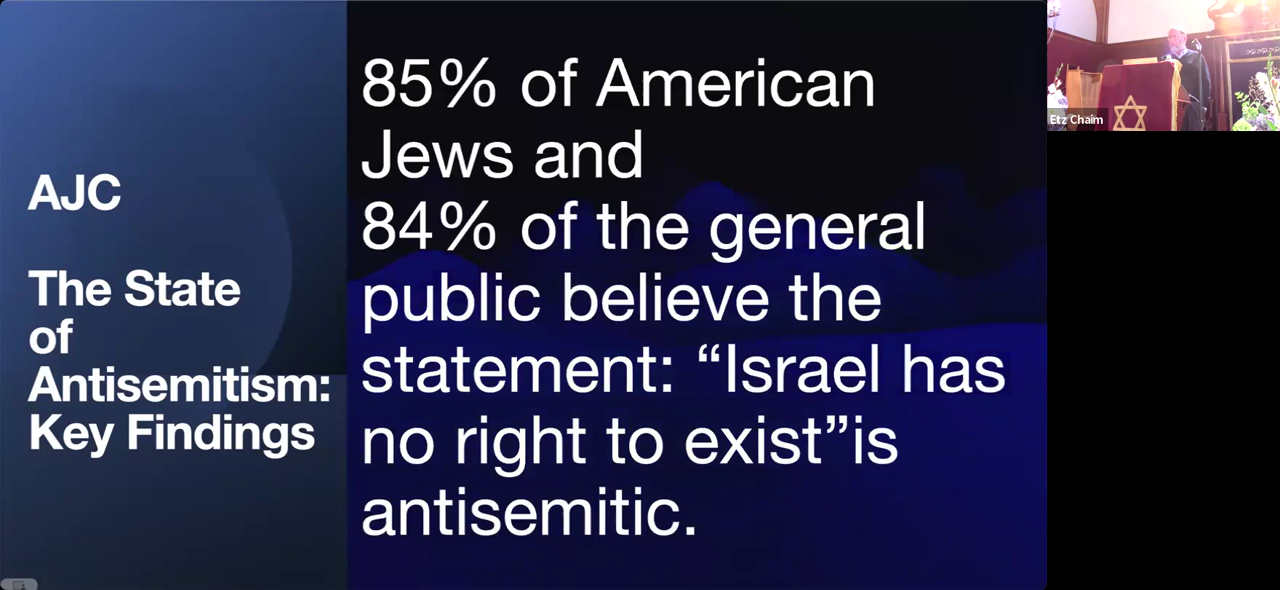 AJC
The State
of
Antisemitism:
Key Findings
85% of American
Jews and
84% of the general
public believe the
statement: “Israel has
no right to exist”is
antisemitic.
Etz Chaim